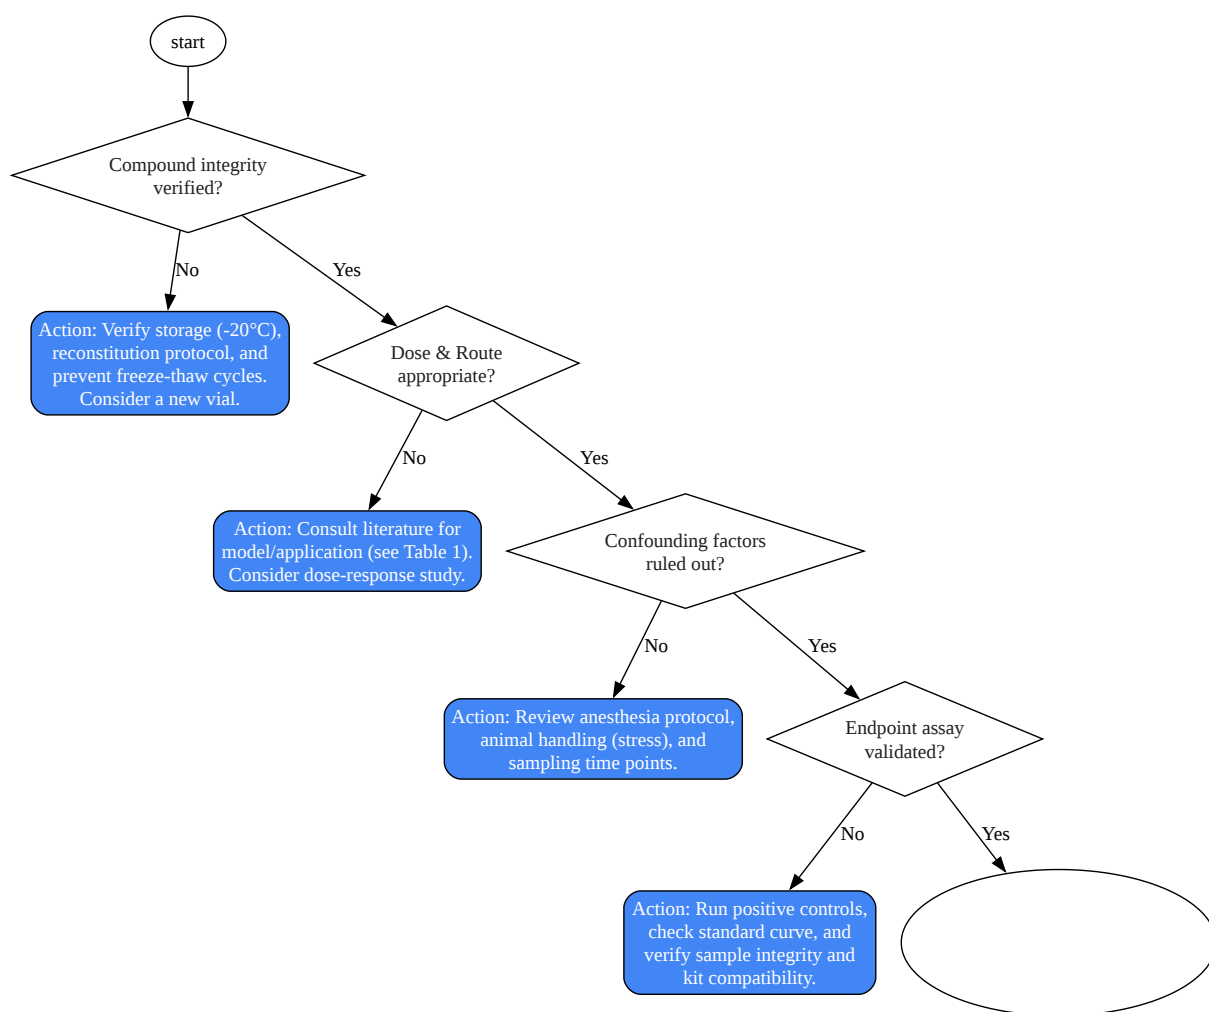 start
Compound integrity
verified?
No
Yes
Action: Verify storage (-20°C),
reconstitution protocol, and
prevent freeze-thaw cycles.
Consider a new vial.
Dose & Route
appropriate?
No
Yes
Action: Consult literature for
model/application (see Table 1).
Consider dose-response study.
Confounding factors
ruled out?
No
Yes
Action: Review anesthesia protocol,
animal handling (stress), and
sampling time points.
Endpoint assay
validated?
No
Yes
Action: Run positive controls,
check standard curve, and
verify sample integrity and
kit compatibility.